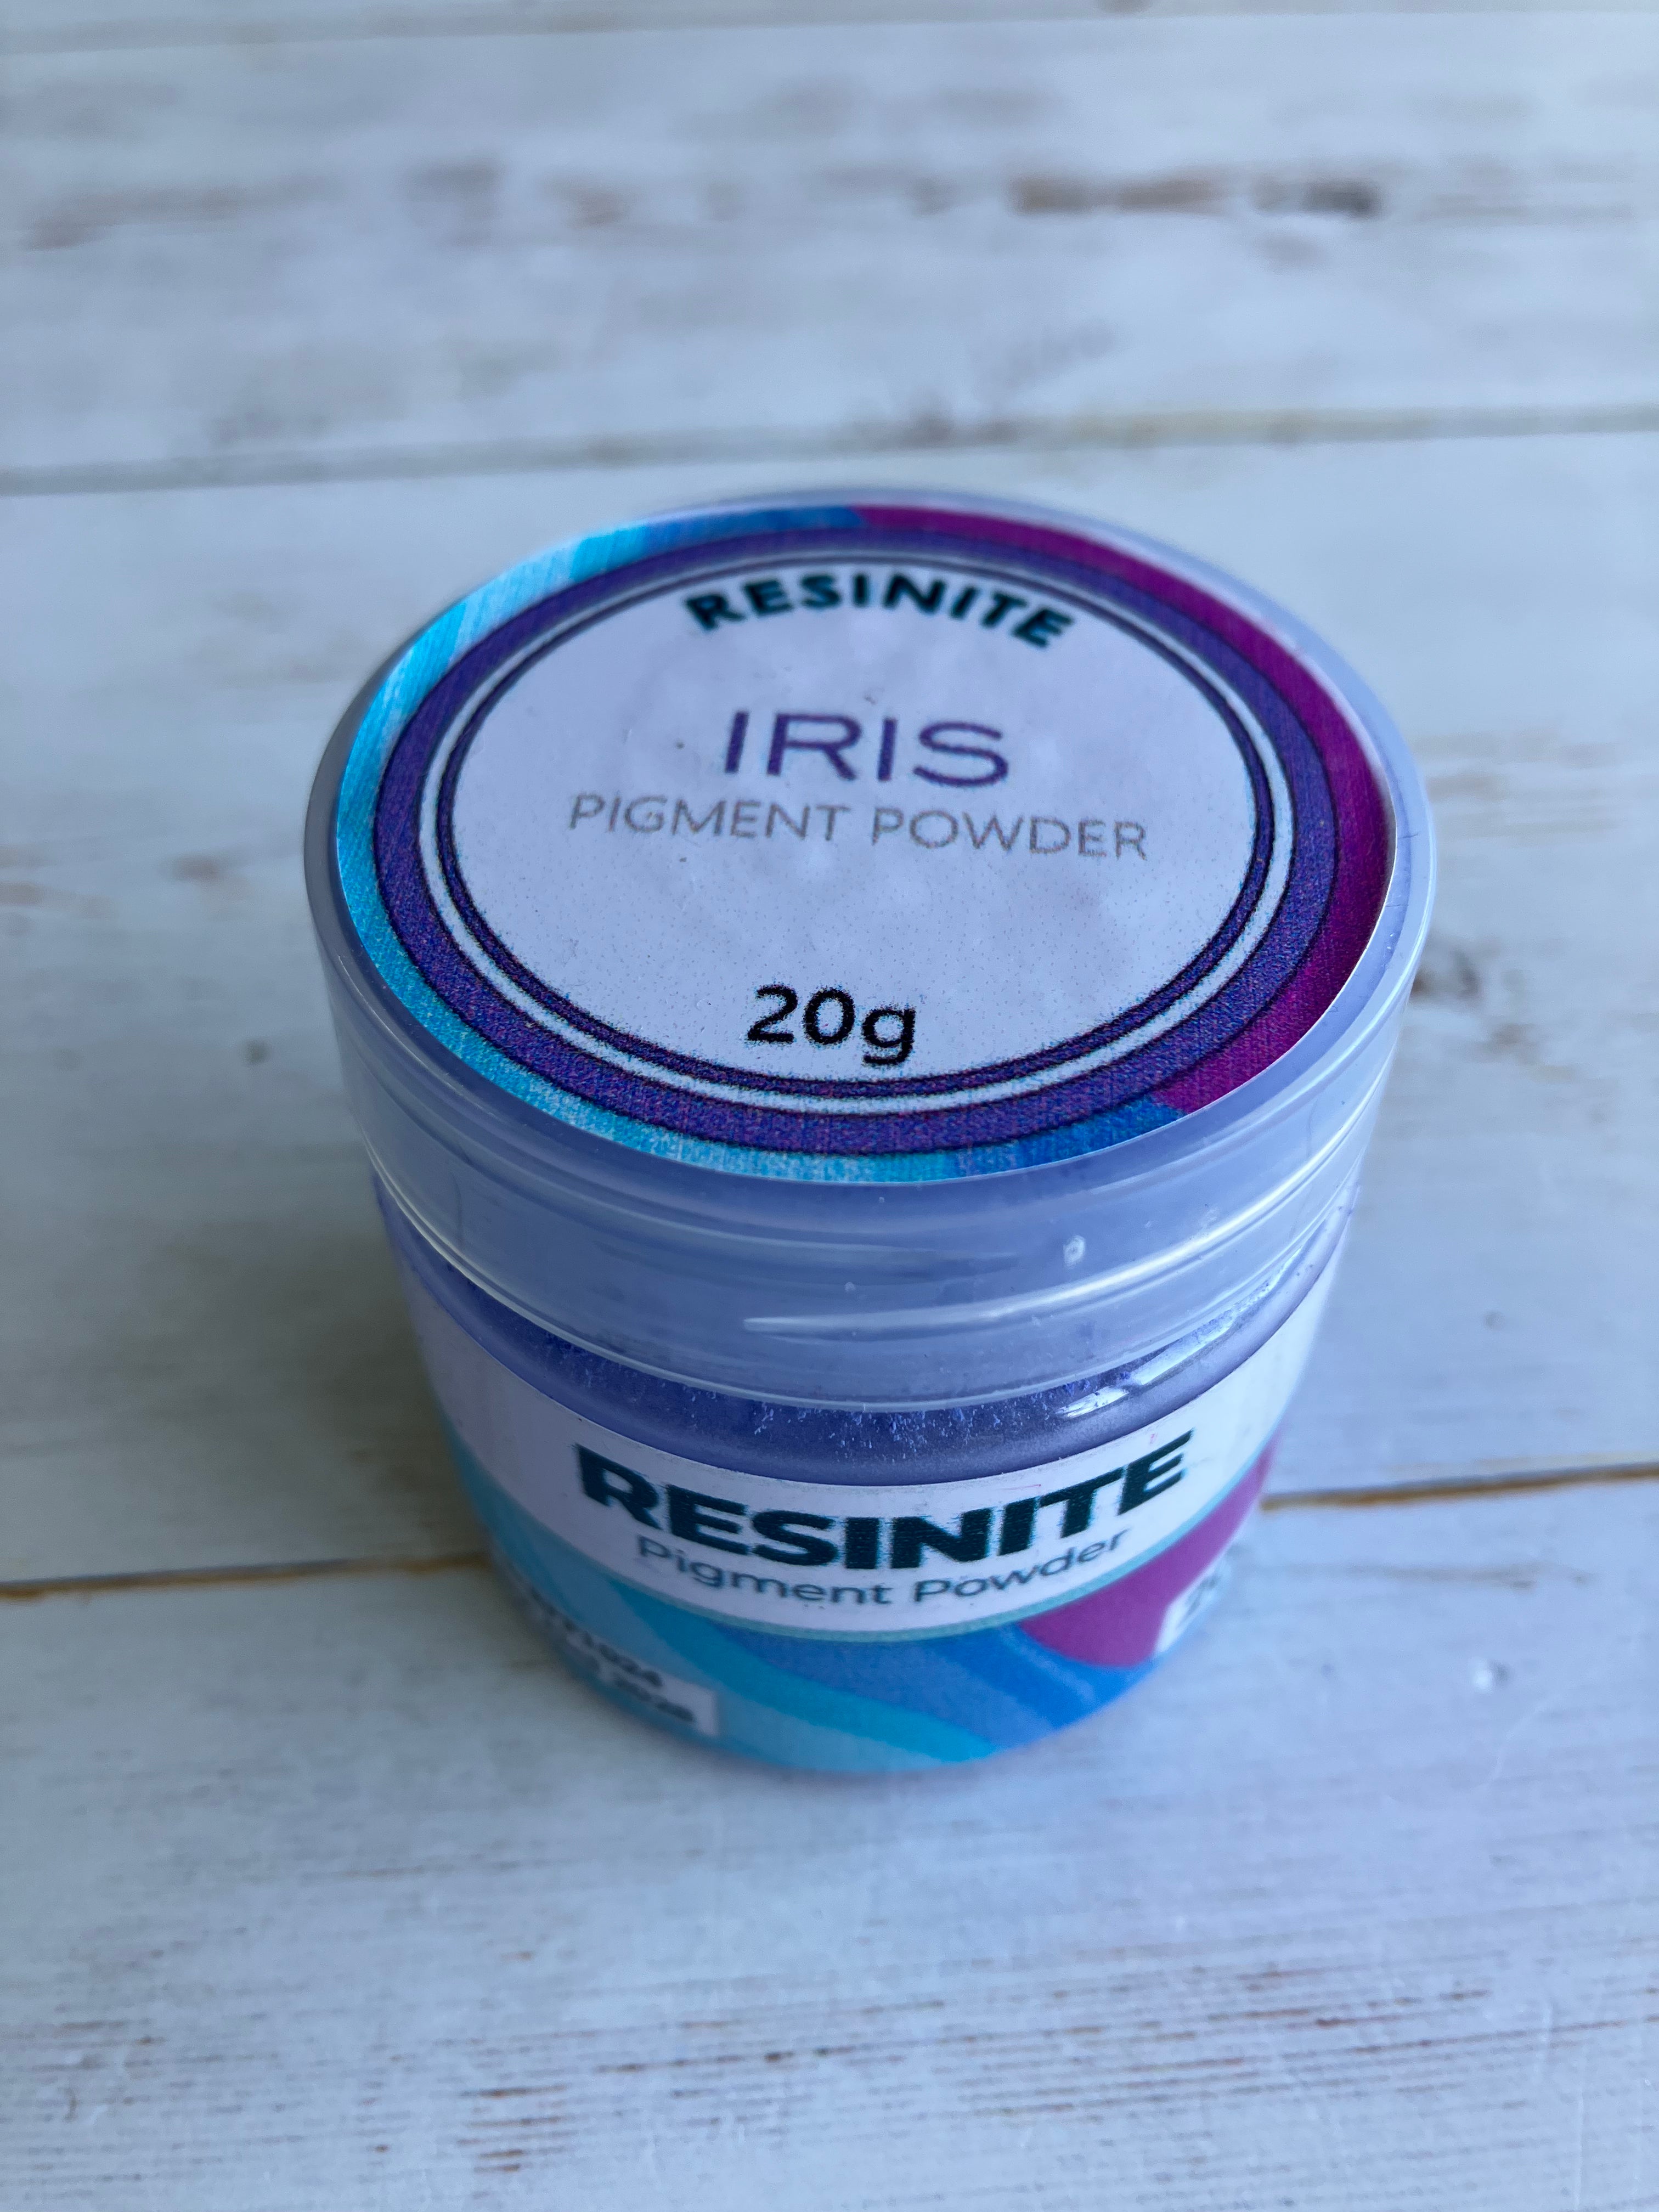 RESINITE
IRIS
PIGMENT POWDER
20g
RESINITE
Pigment Powder